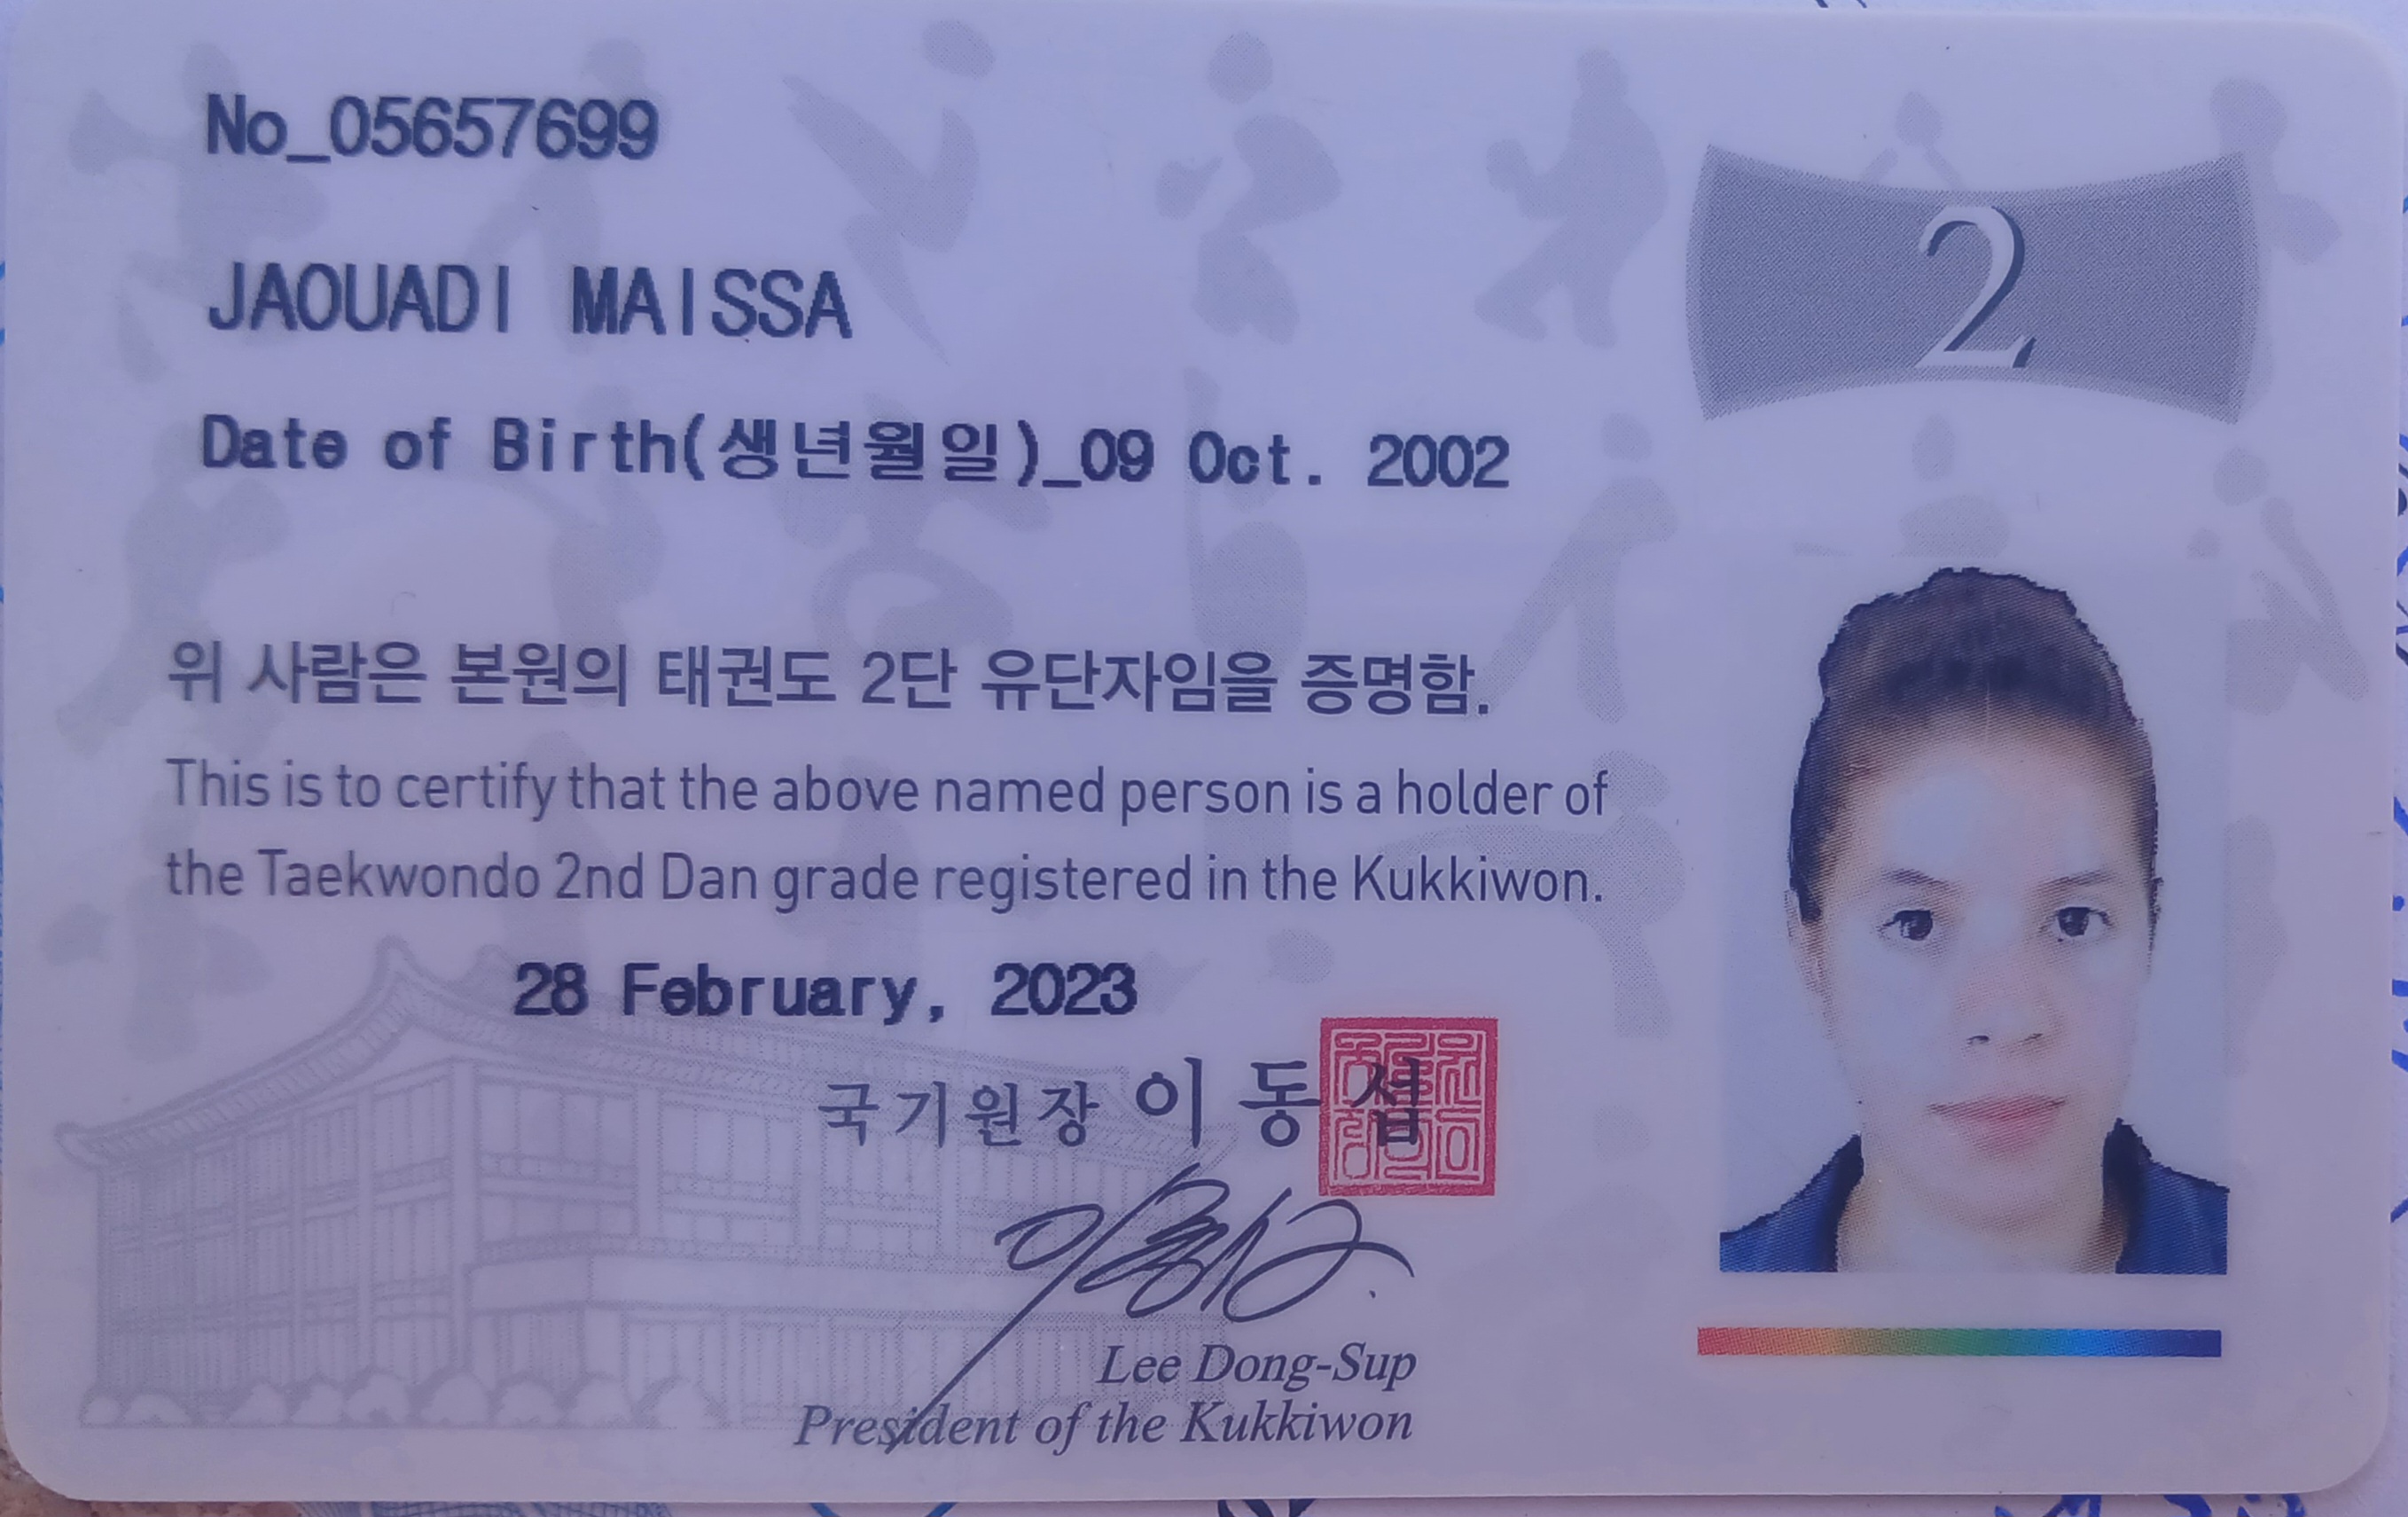 No_05657699
2
JAOUADI MAISSA
Date of Birth(생년월일)_09 Oct. 2002
위 사람은 본원의 태권도 2단 유단자임을 증명함.
This is to certify that the above named person is a holder of
the Taekwondo 2nd Dan grade registered in the Kukkiwon.
28 February, 2023
국기원장 이동섭
Lee Dong-Sup
President of the Kukkiwon